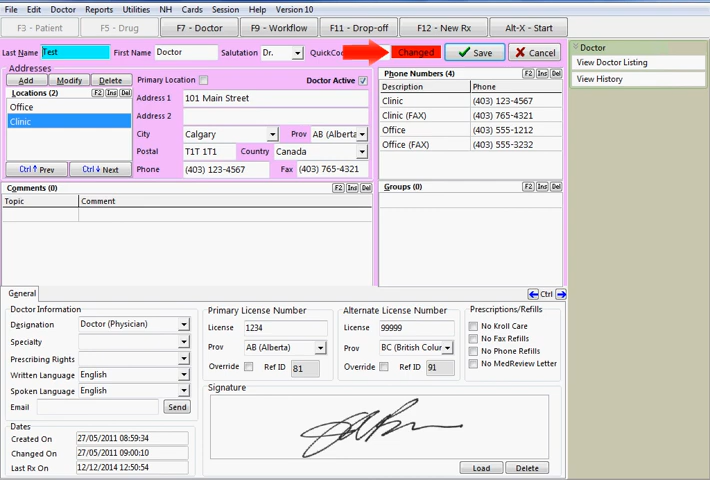 File Edit Doctor Reports Utilities NH Cards Session Help Version 10
F3 - Patient F5 - Drug F7 - Doctor F9 - Workflow F11 - Drop-off F12 - New Rx Alt-X - Start
Last Name Test First Name Doctor Salutation Dr. Changed Save Cancel
Addresses
Add Modify Delete
Locations (2) F2 Ins Del
Office
Clinic
Ctrl Prev Ctrl Next
Primary Location Doctor Active
Address 1 101 Main Street
Address 2
City Calgary Prov AB (Alberta
Postal T1T 1T1 Country Canada
Phone (403) 123-4567 Fax (403) 765-4321
Phone Numbers (4) F2 Ins Del
Description Phone
Clinic (403) 123-4567
Clinic (FAX) (403) 765-4321
Office (403) 555-1212
Office (FAX) (403) 555-3232
Doctor
View Doctor Listing
View History
Comments (0) F2 Ins Del
Topic Comment
Groups (0) F2 Ins Del
General
Ctrl
Doctor Information
Designation Doctor (Physician)
Specialty
Prescribing Rights
Written Language English
Spoken Language English
Email Send
Dates
Created On 27/05/2011 08:59:34
Changed On 27/05/2011 09:00:10
Last Rx On 12/12/2014 12:50:54
Primary License Number
License 1234
Prov AB (Alberta)
Override Ref ID 81
Alternate License Number
License 99999
Prov BC (British Colur
Override Ref ID 91
Prescriptions/Refills
No Kroll Care
No Fax Refills
No Phone Refills
No MedReview Letter
Signature
Load Delete